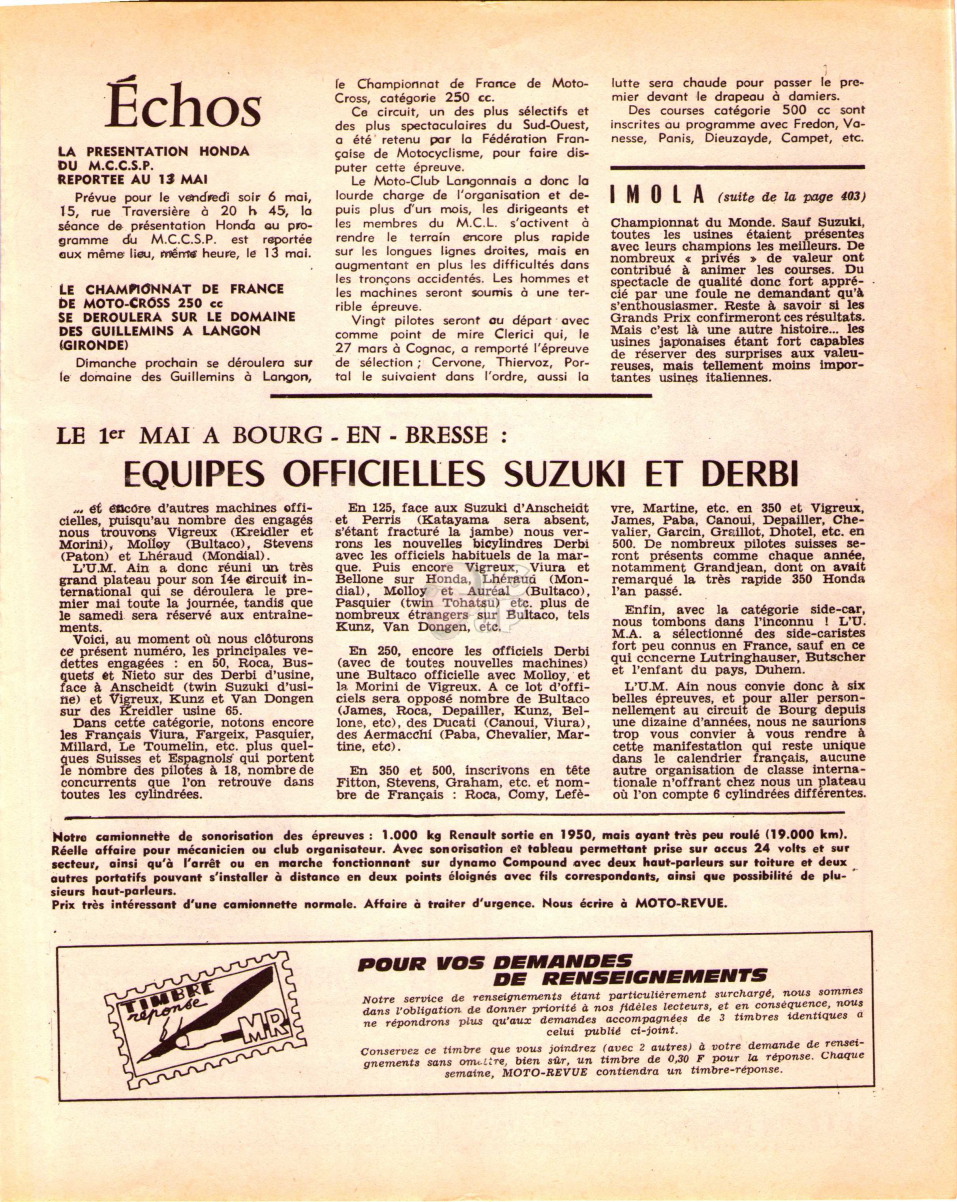 Échos
LA PRESENTATION HONDA
DU M.C.C.S.P.
REPORTEE AU 13 MAI
Prévue pour le vendredi soir 6 mai,
15, rue Traversière à 20 h 45, la
séance de présentation Honda au pro-
gramme du M.C.C.S.P. est reportée
aux même lieu, même heure, le 13 mai.
LE CHAMPIONNAT DE FRANCE
DE MOTO-CROSS 250 cc
SE DEROULERA SUR LE DOMAINE
DES GUILLEMINS A LANGON
(GIRONDE)
Dimanche prochain se déroulera sur
le domaine des Guillemins à Langon,
le Championnat de France de Moto-
Cross, catégorie 250 cc.
Ce circuit, un des plus sélectifs et
des plus spectaculaires du Sud-Ouest,
a été retenu par la Fédération Fran-
çaise de Motocyclisme, pour faire dis-
puter cette épreuve.
Le Moto-Club Langonnais a donc la
lourde charge de l'organisation et de-
puis plus d'un mois, les dirigeants et
les membres du M.C.L. s'activent à
rendre le terrain encore plus rapide
sur les longues lignes droites, mais en
augmentant en plus les difficultés dans
les tronçons accidentés. Les hommes et
les machines seront soumis à une ter-
rible épreuve.
Vingt pilotes seront au départ avec
comme point de mire Clerici qui, le
27 mars à Cognac, a remporté l'épreuve
de sélection ; Cervone, Thiervoz, Por-
tal le suivaient dans l'ordre, aussi la
lutte sera chaude pour passer le pre-
mier devant le drapeau à damiers.
Des courses catégorie 500 cc sont
inscrites au programme avec Fredon, Va-
nesse, Panis, Dieuzayde, Campet, etc.
IMOLA (suite de la page 403)
Championnat du Monde. Sauf Suzuki,
toutes les usines étaient présentes
avec leurs champions les meilleurs. De
nombreux « privés » de valeur ont
contribué à animer les courses. Du
spectacle de qualité donc fort appré-
cié par une foule ne demandant qu'à
s'enthousiasmer. Reste à savoir si les
Grands Prix confirmeront ces résultats.
Mais c'est là une autre histoire... les
usines japonaises étant fort capables
de réserver des surprises aux valeu-
reuses, mais tellement moins impor-
tantes usines italiennes.
LE 1er MAI A BOURG - EN - BRESSE :
EQUIPES OFFICIELLES SUZUKI ET DERBI
... et encore d'autres machines offi-
cielles, puisqu'au nombre des engagés
nous trouvons Vigreux (Kreidler et
Morini), Molloy (Bultaco), Stevens
(Paton) et Lhéraud (Mondial).
L'U.M. Ain a donc réuni un très
grand plateau pour son 14e circuit in-
ternational qui se déroulera le pre-
mier mai toute la journée, tandis que
le samedi sera réservé aux entraîne-
ments.
Voici, au moment où nous clôturons
ce présent numéro, les principales ve-
dettes engagées : en 50, Roca, Bus-
quets et Nieto sur des Derbi d'usine,
face à Anscheidt (twin Suzuki d'usi-
ne) et Vigreux, Kunz et Van Dongen
sur des Kreidler usine 65.
Dans cette catégorie, notons encore
les Français Viura, Fargeix, Pasquier,
Millard, Le Toumelin, etc. plus quel-
ques Suisses et Espagnols qui portent
le nombre des pilotes à 18, nombre de
concurrents que l'on retrouve dans
toutes les cylindrées.
En 125, face aux Suzuki d'Anscheidt
et Perris (Katayama sera absent,
s'étant fracturé la jambe) nous ver-
rons les nouvelles bicylindres Derbi
avec les officiels habituels de la mar-
que. Puis encore Vigreux, Viura et
Bellone sur Honda, Lhéraud (Mon-
dial), Molloy et Auréal (Bultaco),
Pasquier (twin Tohatsu) etc. plus de
nombreux étrangers sur Bultaco, tels
Kunz, Van Dongen, etc.
En 250, encore les officiels Derbi
(avec de toutes nouvelles machines)
une Bultaco officielle avec Molloy, et
la Morini de Vigreux. A ce lot d'offi-
ciels sera opposé nombre de Bultaco
(James, Roca, Depailler, Kunz, Bel-
lone, etc), des Ducati (Canoui, Viura),
des Aermacchi (Paba, Chevalier, Mar-
tine, etc).
En 350 et 500, inscrivons en tête
Fitton, Stevens, Graham, etc. et nom-
bre de Français : Roca, Comy, Lefè-
vre, Martine, etc. en 350 et Vigreux,
James, Paba, Canoui, Depailler, Che-
valier, Garcin, Graillot, Dhotel, etc. en
500. De nombreux pilotes suisses se-
ront présents comme chaque année,
notamment Grandjean, dont on avait
remarqué la très rapide 350 Honda
l'an passé.
Enfin, avec la catégorie side-car,
nous tombons dans l'inconnu ! L'U.
M.A. a sélectionné des side-caristes
fort peu connus en France, sauf en ce
qui concerne Lutringhauser, Butscher
et l'enfant du pays, Duhem.
L'U.M. Ain nous convie donc à six
belles épreuves, et pour aller person-
nellement au circuit de Bourg depuis
une dizaine d'années, nous ne saurions
trop vous convier à vous rendre à
cette manifestation qui reste unique
dans le calendrier français, aucune
autre organisation de classe interna-
tionale n'offrant chez nous un plateau
où l'on compte 6 cylindrées différentes.
Notre camionnette de sonorisation des épreuves : 1.000 kg Renault sortie en 1950, mais ayant très peu roulé (19.000 km).
Réelle affaire pour mécanicien ou club organisateur. Avec sonorisation et tableau permettant prise sur accus 24 volts et sur
secteur, ainsi qu'à l'arrêt ou en marche fonctionnant sur dynamo Compound avec deux haut-parleurs sur toiture et deux
autres portatifs pouvant s'installer à distance en deux points éloignés avec fils correspondants, ainsi que possibilité de plu-
sieurs haut-parleurs.
Prix très intéressant d'une camionnette normale. Affaire à traiter d'urgence. Nous écrire à MOTO-REVUE.
TIMBRE
réponse
M.R.
POUR VOS DEMANDES
DE RENSEIGNEMENTS
Notre service de renseignements étant particulièrement surchargé, nous sommes
dans l'obligation de donner priorité à nos fidèles lecteurs, et en conséquence, nous
ne répondrons plus qu'aux demandes accompagnées de 3 timbres identiques à
celui publié ci-joint.
Conservez ce timbre que vous joindrez (avec 2 autres) à votre demande de rensei-
gnements sans omettre, bien sûr, un timbre de 0,30 F pour la réponse. Chaque
semaine, MOTO-REVUE contiendra un timbre-réponse.